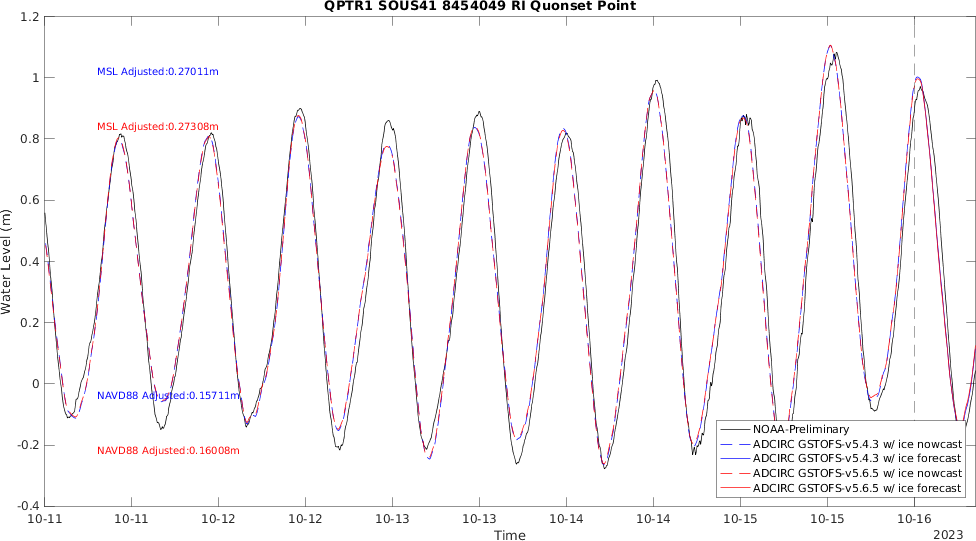 QPTR1 SOUS41 8454049 RI Quonset Point
1.2
1
0.8
0.6
0.4
0.2
0
-0.2
-0.4
Water Level (m)
MSL Adjusted:0.27011m
MSL Adjusted:0.27308m
NAVD88 Adjusted:0.15711m
NAVD88 Adjusted:0.16008m
NOAA-Preliminary
ADCIRC GSTOFS-v5.4.3 w/ ice nowcast
ADCIRC GSTOFS-v5.4.3 w/ ice forecast
ADCIRC GSTOFS-v5.6.5 w/ ice nowcast
ADCIRC GSTOFS-v5.6.5 w/ ice forecast
10-11 10-11 10-12 10-12 10-13 10-13 10-14 10-14 10-15 10-15 10-16
Time
2023